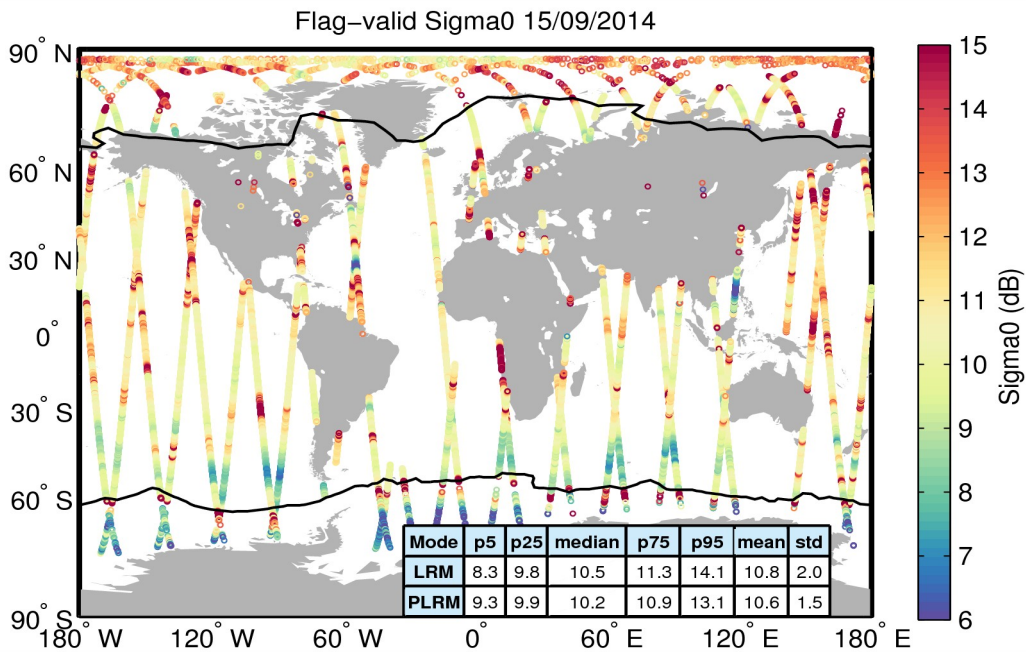 Flag−valid Sigma0 15/09/2014
90° N
60° N
30° N
0°
30° S
60° S
90° S
180° W
120° W
60° W
0°
60° E
120° E
180° E
Mode p5 p25 median p75 p95 mean std
LRM 8.3 9.8 10.5 11.3 14.1 10.8 2.0
PLRM 9.3 9.9 10.2 10.9 13.1 10.6 1.5
15
14
13
12
11
10
9
8
7
6
Sigma0 (dB)